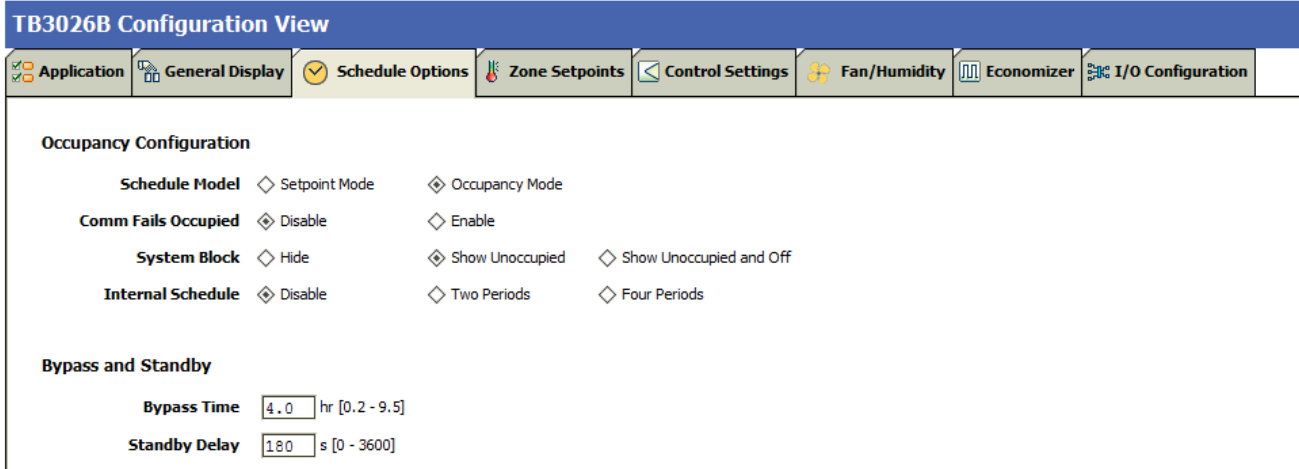 TB3026B Configuration View
Application General Display Schedule Options Zone Setpoints Control Settings Fan/Humidity Economizer I/O Configuration
Occupancy Configuration
Schedule Model Setpoint Mode Occupancy Mode
Comm Fails Occupied Disable Enable
System Block Hide Show Unoccupied Show Unoccupied and Off
Internal Schedule Disable Two Periods Four Periods
Bypass and Standby
Bypass Time 4.0 hr [0.2 - 9.5]
Standby Delay 180 s [0 - 3600]